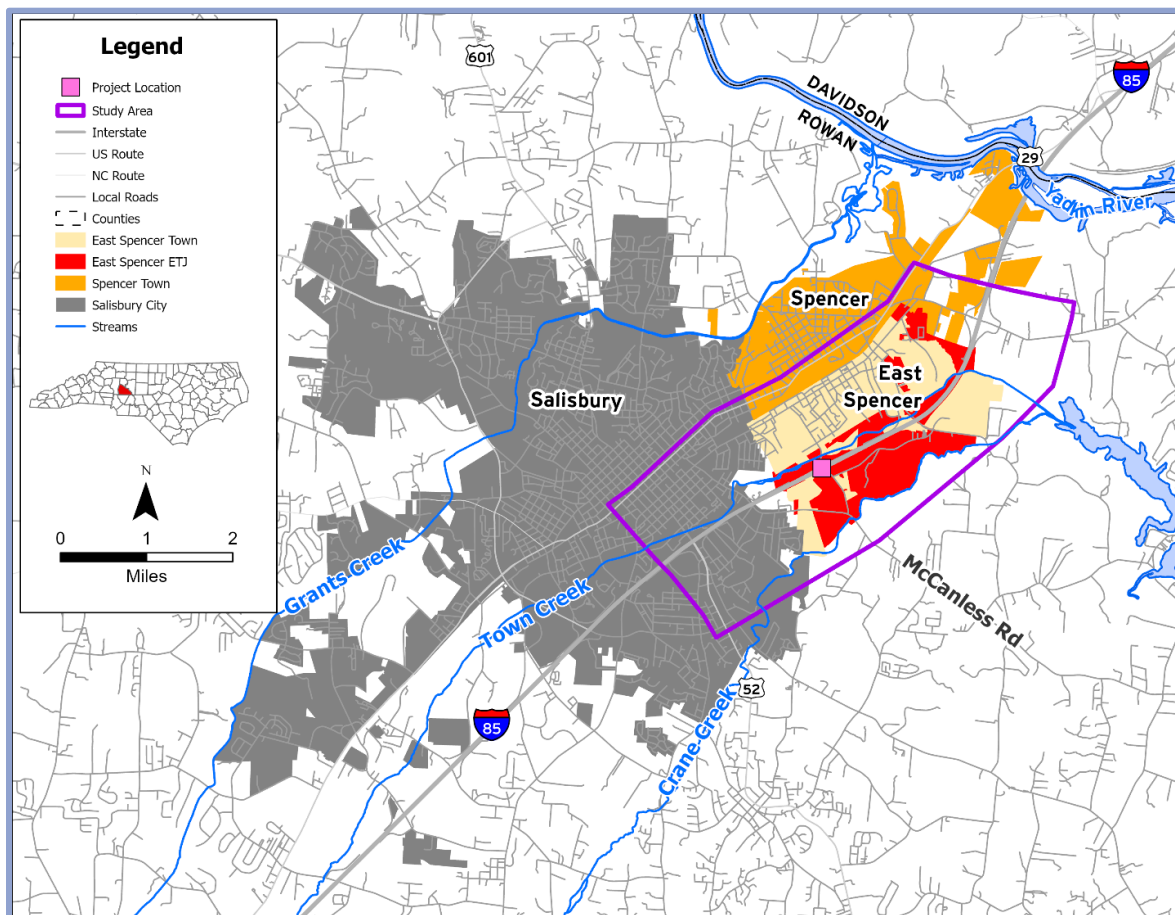 Legend
Project Location
Study Area
Interstate
US Route
NC Route
Local Roads
Counties
East Spencer Town
East Spencer ETJ
Spencer Town
Salisbury City
Streams
N
0 1 2
Miles
601
85
DAVIDSON
ROWAN
29
Yadkin River
Spencer
East
Spencer
Salisbury
Grants Creek
Town Creek
McCanless Rd
52
Crane Creek
85